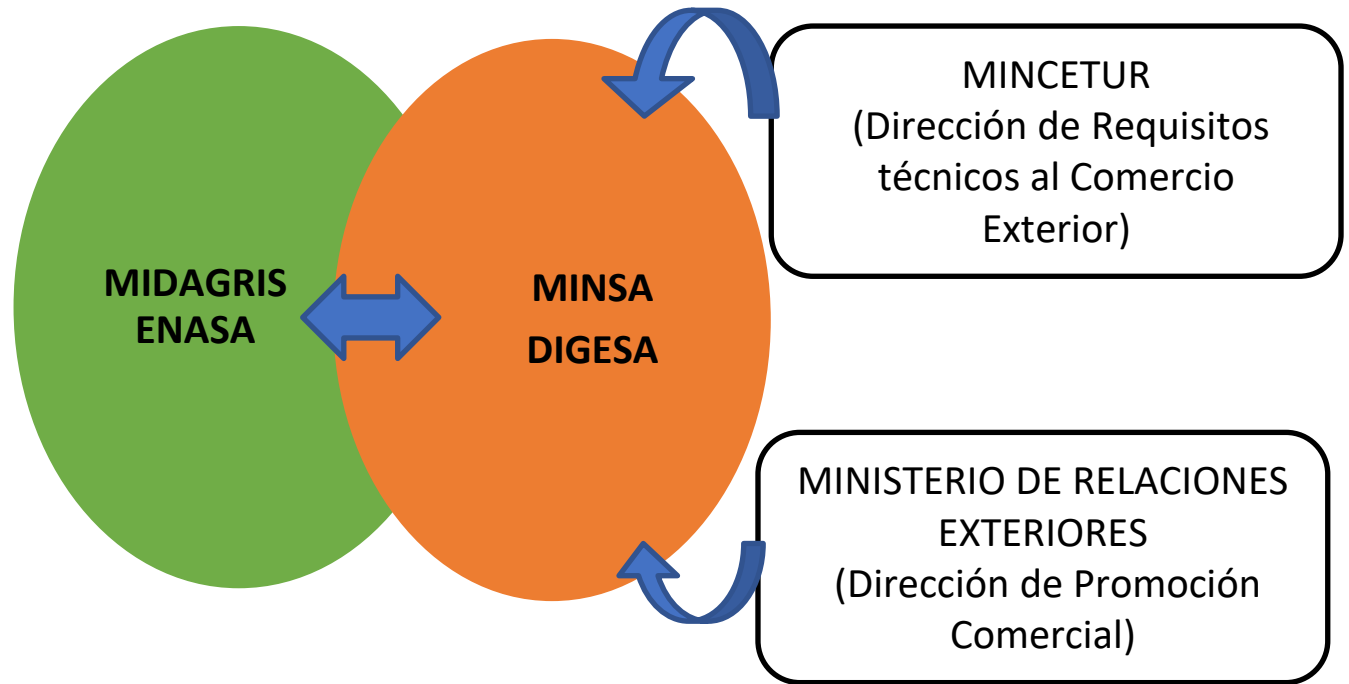 MIDAGRIS
ENASA
MINSA
DIGESA
MINCETUR
(Dirección de Requisitos
técnicos al Comercio
Exterior)
MINISTERIO DE RELACIONES
EXTERIORES
(Dirección de Promoción
Comercial)